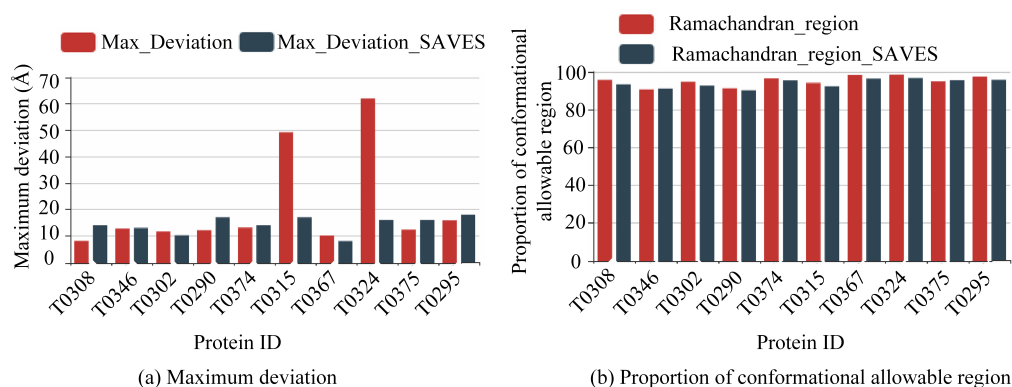 Max_Deviation
Max_Deviation_SAVES
Maximum deviation (Å)
70
60
50
40
30
20
10
0
T0308
T0346
T0302
T0290
T0374
T0315
T0367
T0324
T0375
T0295
Protein ID
(a) Maximum deviation
Ramachandran_region
Ramachandran_region_SAVES
Proportion of conformational
allowable region
100
80
60
40
20
0
T0308
T0346
T0302
T0290
T0374
T0315
T0367
T0324
T0375
T0295
Protein ID
(b) Proportion of conformational allowable region